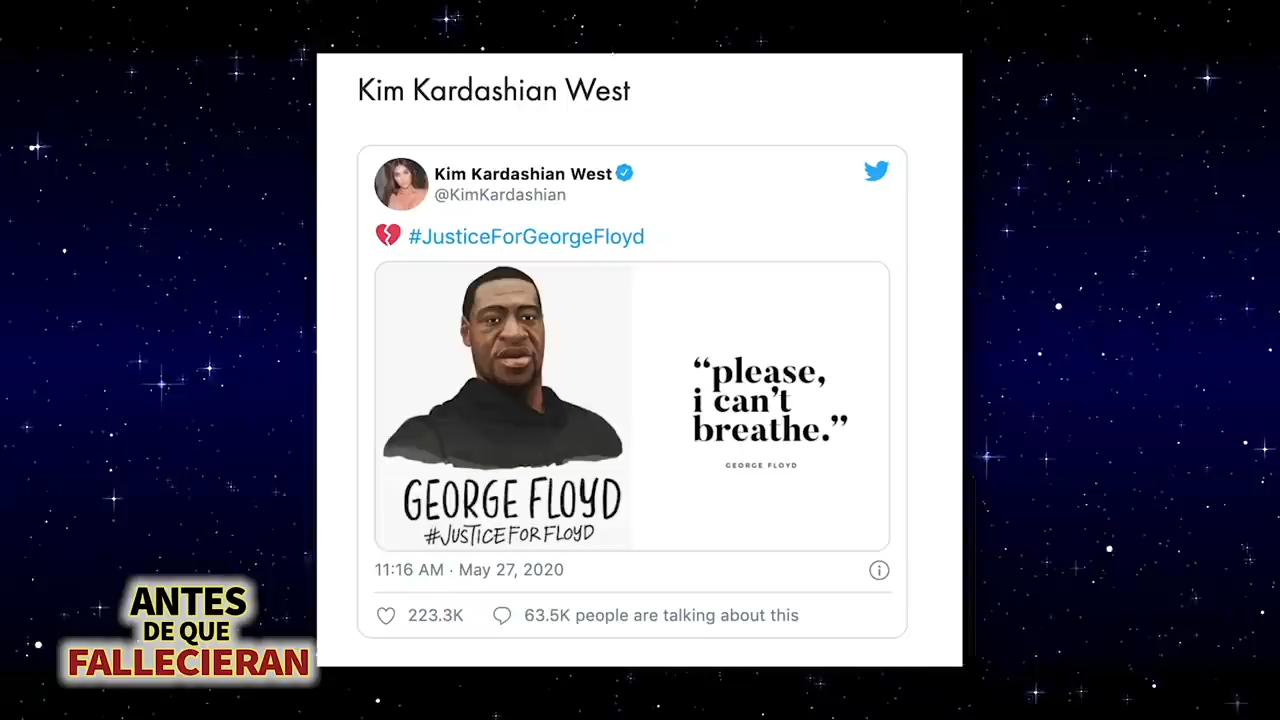 Kim Kardashian West
Kim Kardashian West
@KimKardashian
#JusticeForGeorgeFloyd
"please,
i can't
breathe."
GEORGE FLOYD
GEORGE FLOYD
#JUSTICEFORFLOYD
11:16 AM · May 27, 2020
223.3K 63.5K people are talking about this
ANTES
DE QUE
FALLECIERAN